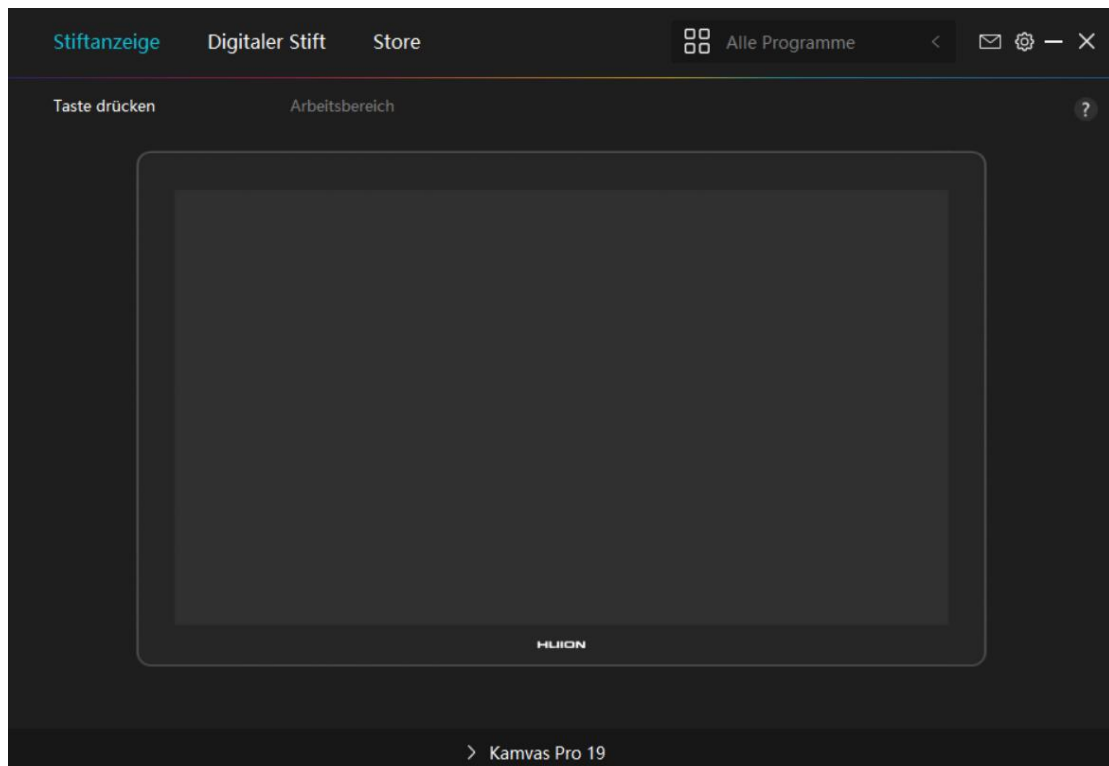 Stiftanzeige Digitaler Stift Store Alle Programme
Taste drücken Arbeitsbereich ?
HUION
Kamvas Pro 19